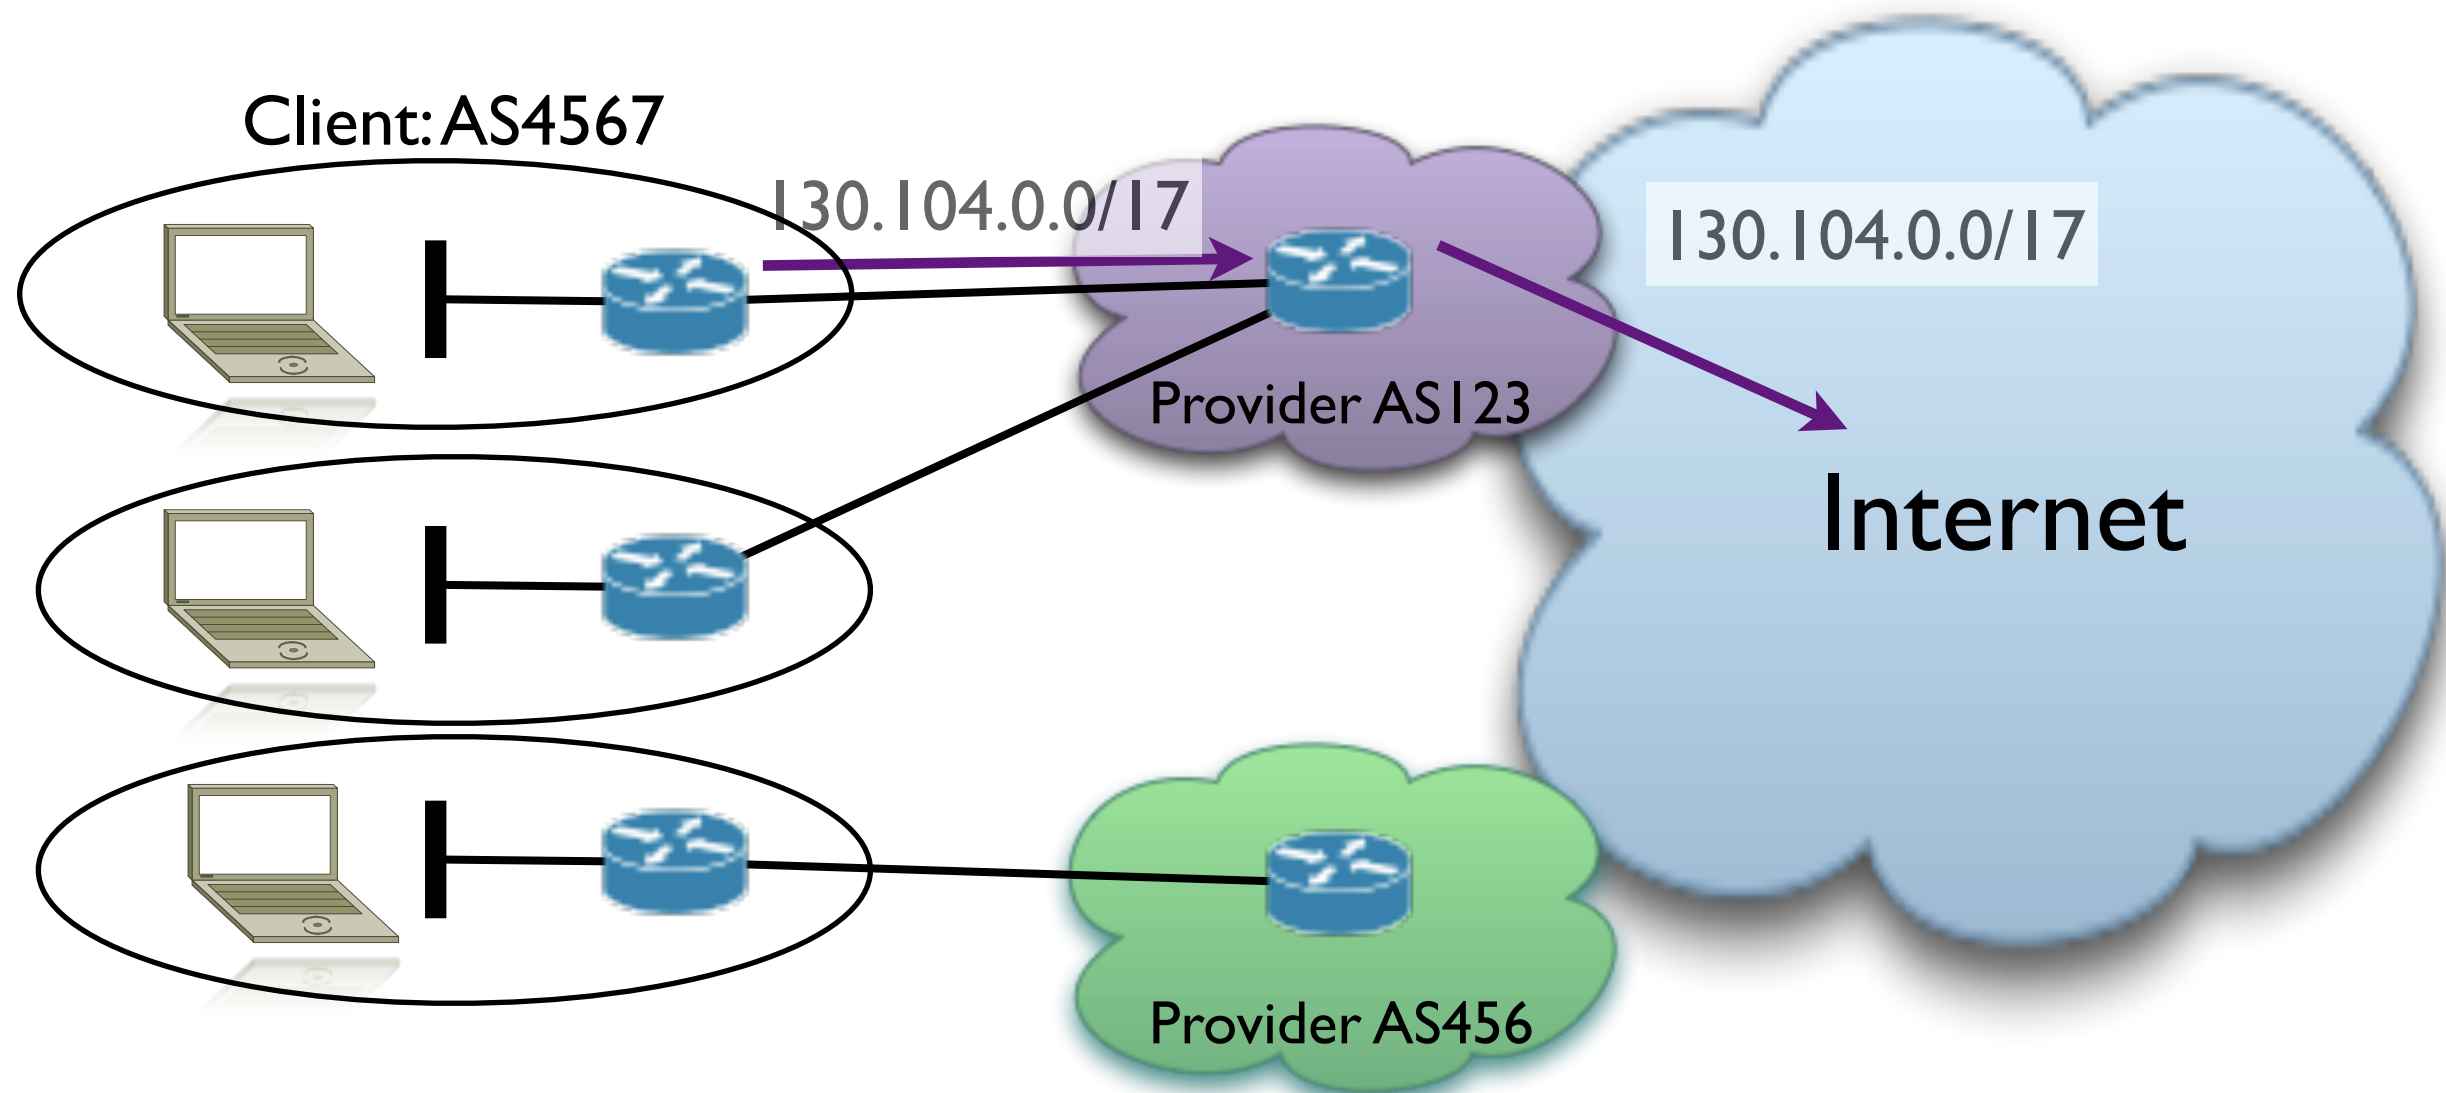 Client: AS4567
130.104.0.0/17
130.104.0.0/17
Provider AS123
Internet
Provider AS456